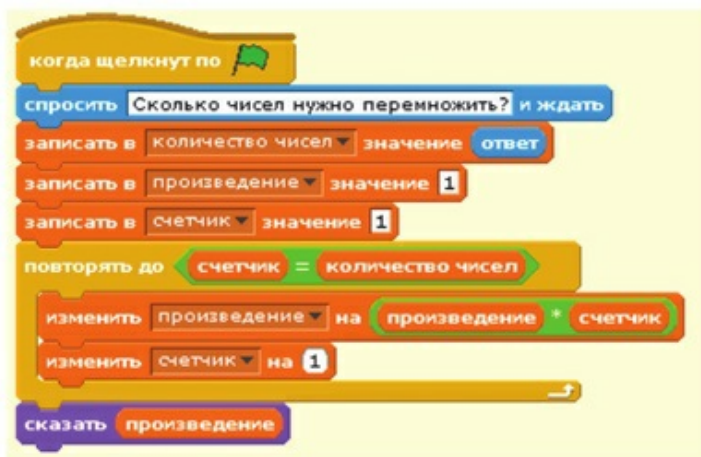 когда щелкнут по
спросить Сколько чисел нужно перемножить? и ждать
записать в количество чисел значение ответ
записать в произведение значение 1
записать в счетчик значение 1
повторять до счетчик = количество чисел
изменить произведение на произведение * счетчик
изменить счетчик на 1
сказать произведение